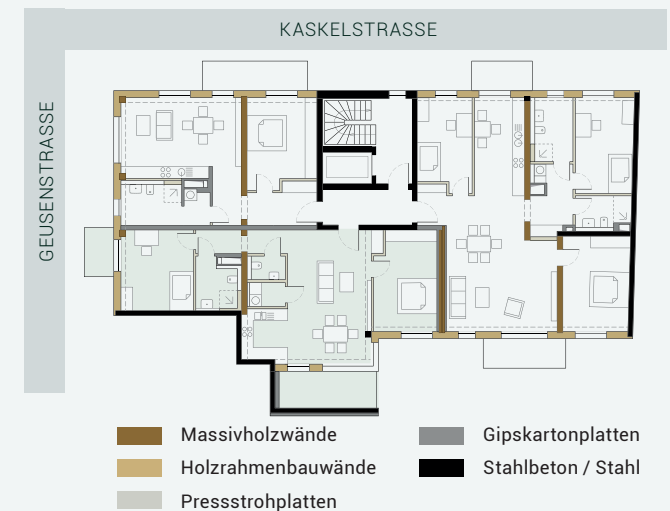 KASKELSTRASSE
GEUSENSTRASSE
Massivholzwände
Holzrahmenbauwände
Pressstrohplatten
Gipskartonplatten
Stahlbeton / Stahl